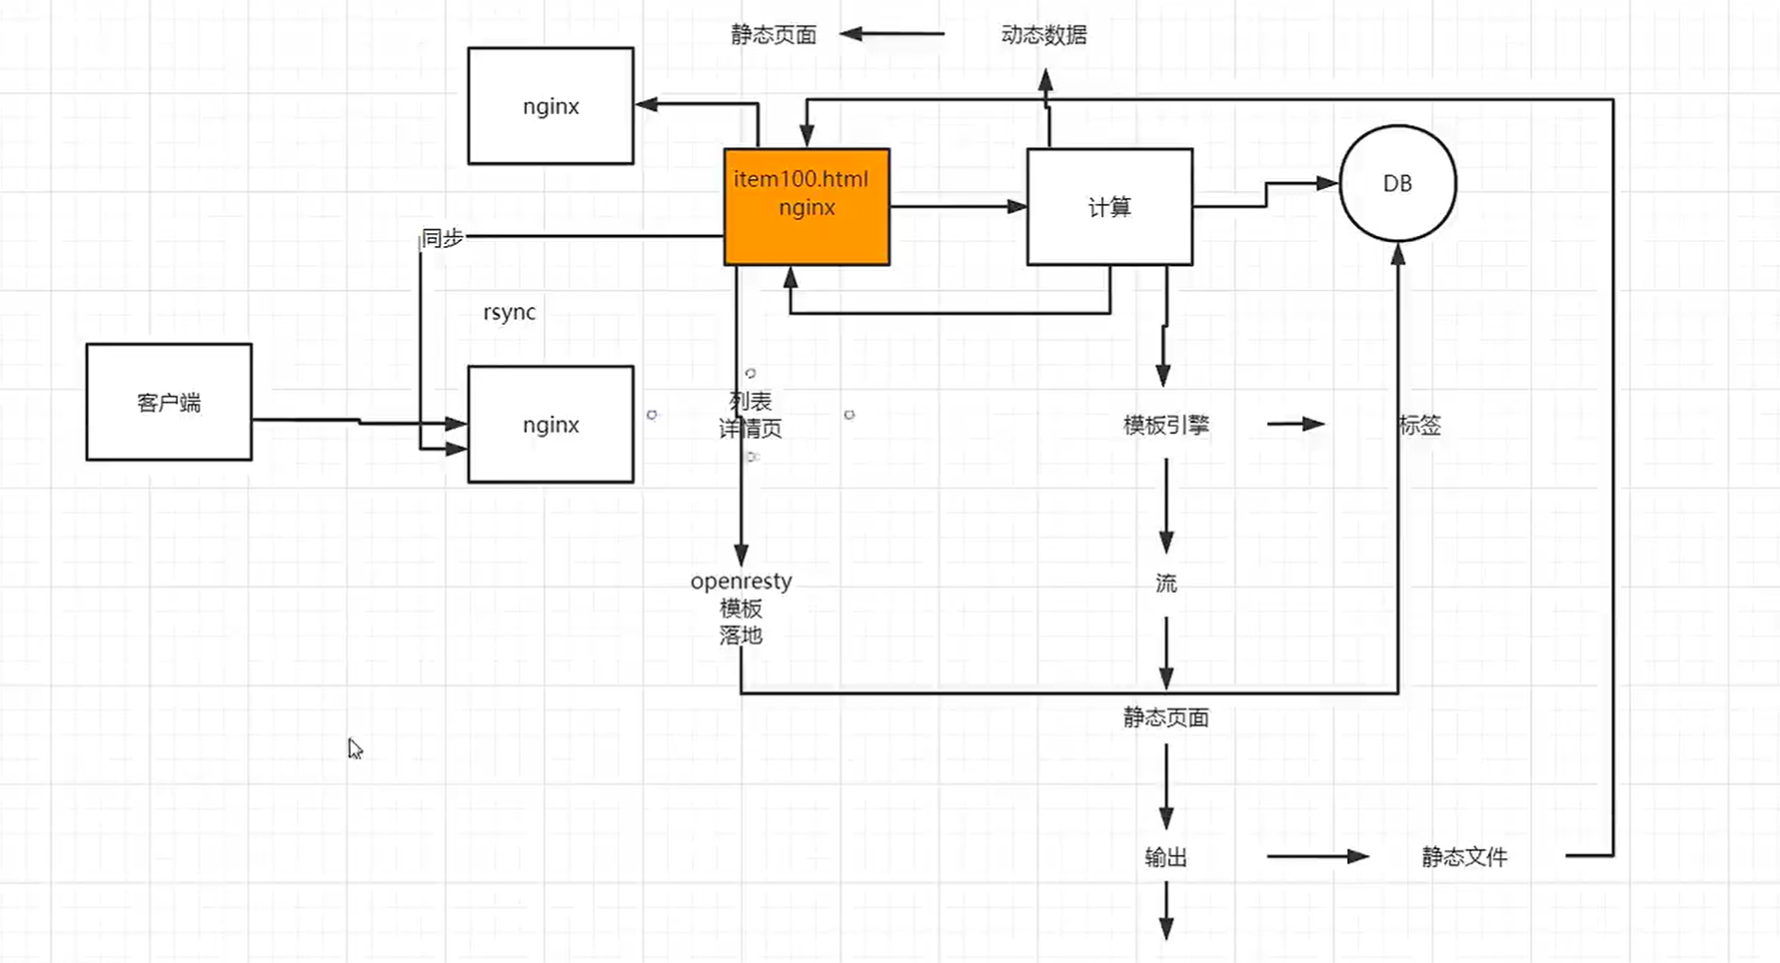 静态页面
动态数据
nginx
item100.html
nginx
计算
DB
同步
rsync
客户端
nginx
列表
详情页
模板引擎
标签
openresty
模板
落地
流
静态页面
输出
静态文件